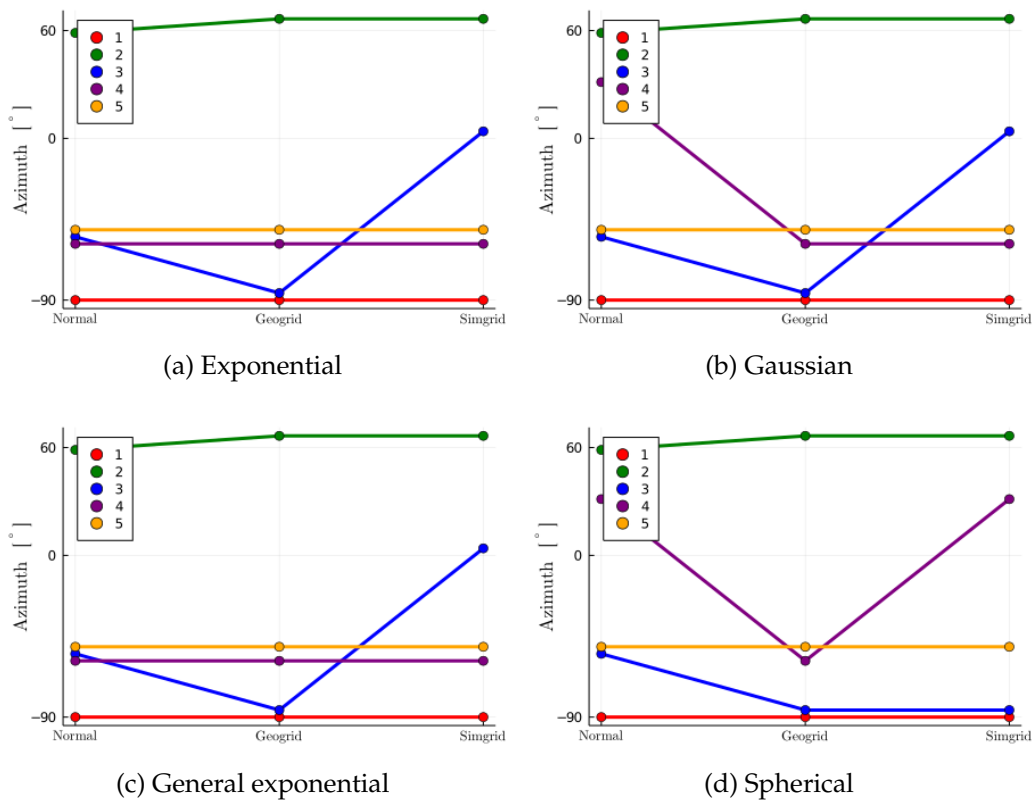 60
0
−90
Azimuth [°]
1
2
3
4
5
Normal
Geogrid
Simgrid
(a) Exponential
60
0
−90
Azimuth [°]
1
2
3
4
5
Normal
Geogrid
Simgrid
(b) Gaussian
60
0
−90
Azimuth [°]
1
2
3
4
5
Normal
Geogrid
Simgrid
(c) General exponential
60
0
−90
Azimuth [°]
1
2
3
4
5
Normal
Geogrid
Simgrid
(d) Spherical